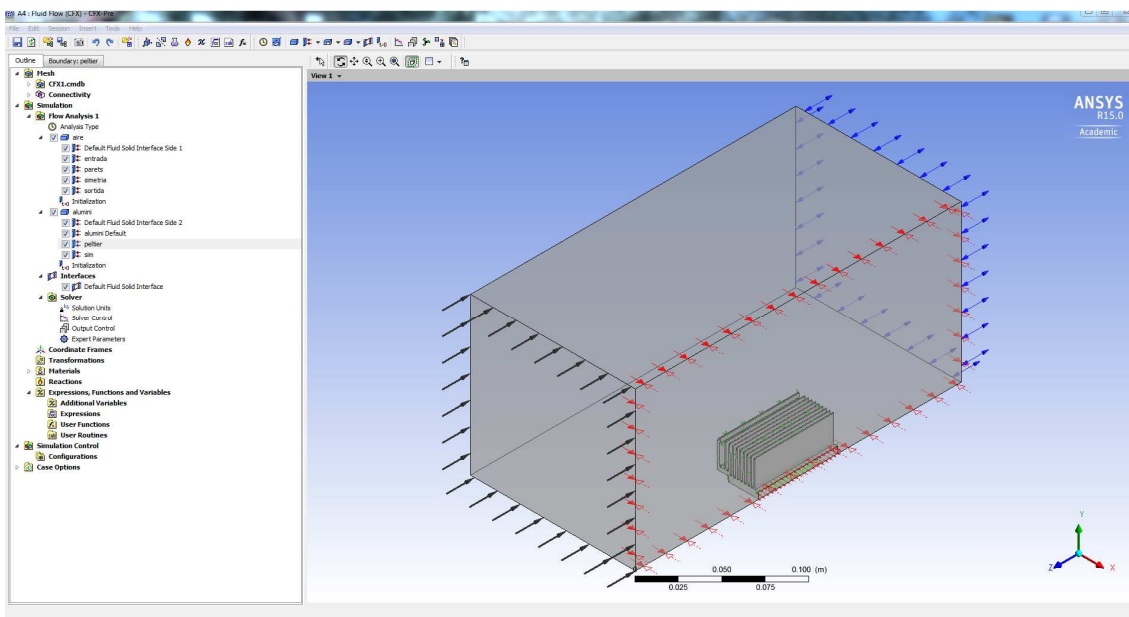 A4 : Fluid Flow (CFX) - CFX-Pre
File Edit Session Insert Tools Help
Outline Boundary: peltier
View 1
Mesh
CFX1.cmdb
Connectivity
Simulation
Flow Analysis 1
Analysis Type
aire
Default Fluid Solid Interface Side 1
entrada
parets
simetria
sortida
Initialization
alumini
Default Fluid Solid Interface Side 2
alumini Default
peltier
sim
Initialization
Interfaces
Default Fluid Solid Interface
Solver
Solution Units
Solver Control
Output Control
Expert Parameters
Coordinate Frames
Transformations
Materials
Reactions
Expressions, Functions and Variables
Additional Variables
Expressions
User Functions
User Routines
Simulation Control
Configurations
Case Options
ANSYS
R15.0
Academic
0.050 0.100 (m)
0.025 0.075
Y
Z X